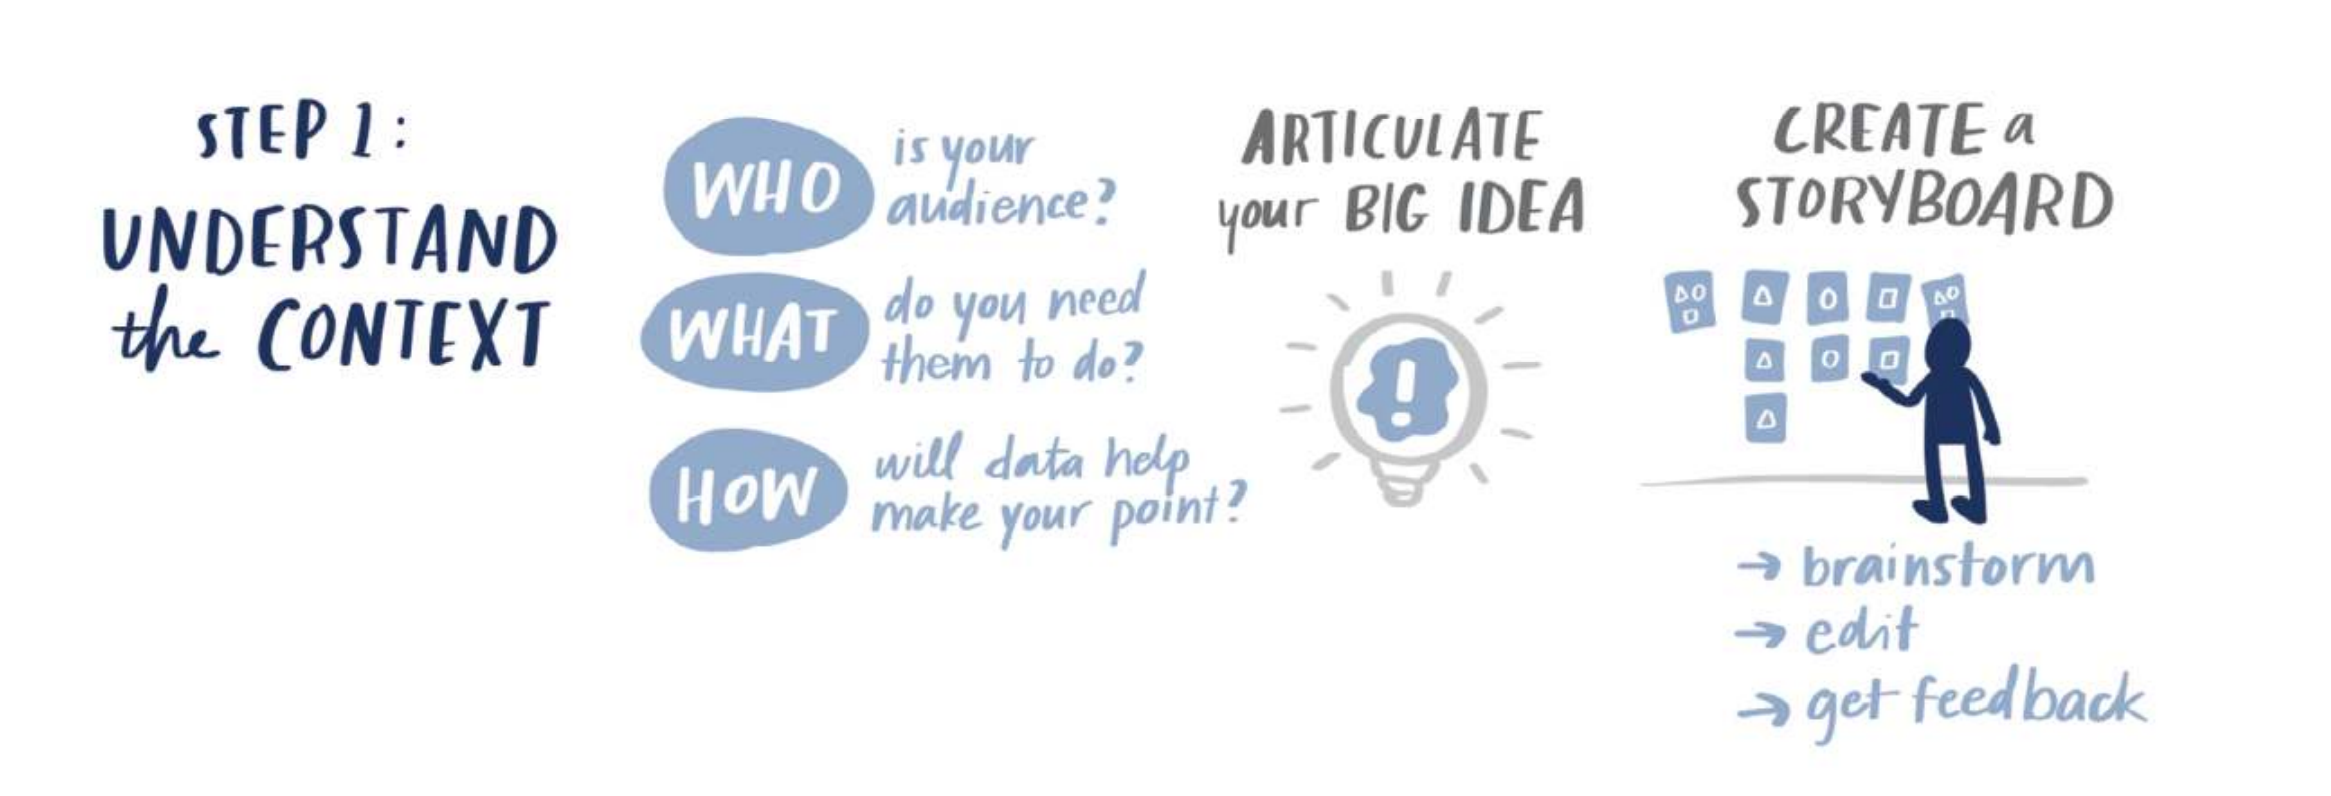 STEP 1:
UNDERSTAND
the CONTEXT
WHO is your
audience?
WHAT do you need
them to do?
HOW will data help
make your point?
ARTICULATE
your BIG IDEA
!
CREATE a
STORYBOARD
→ brainstorm
→ edit
→ get feedback